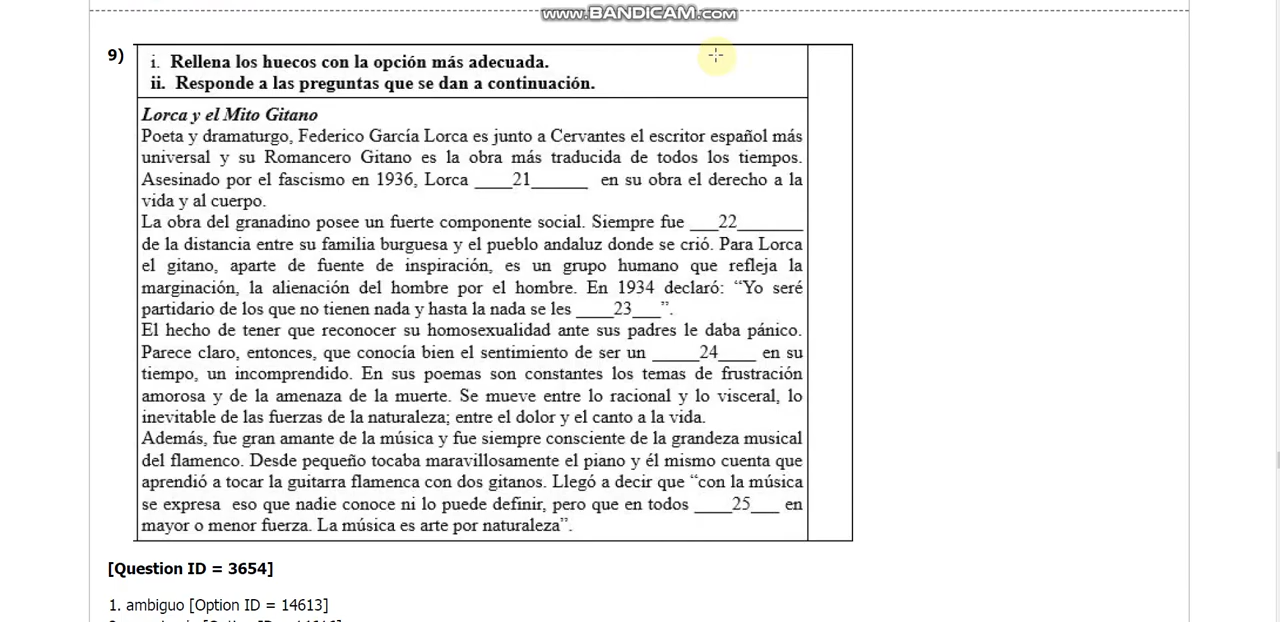 www.BANDICAM.com
9)
i. Rellena los huecos con la opción más adecuada.
ii. Responde a las preguntas que se dan a continuación.
Lorca y el Mito Gitano
Poeta y dramaturgo, Federico García Lorca es junto a Cervantes el escritor español más
universal y su Romancero Gitano es la obra más traducida de todos los tiempos.
Asesinado por el fascismo en 1936, Lorca ____21______ en su obra el derecho a la
vida y al cuerpo.
La obra del granadino posee un fuerte componente social. Siempre fue ___22_______
de la distancia entre su familia burguesa y el pueblo andaluz donde se crió. Para Lorca
el gitano, aparte de fuente de inspiración, es un grupo humano que refleja la
marginación, la alienación del hombre por el hombre. En 1934 declaró: “Yo seré
partidario de los que no tienen nada y hasta la nada se les ____23___”.
El hecho de tener que reconocer su homosexualidad ante sus padres le daba pánico.
Parece claro, entonces, que conocía bien el sentimiento de ser un _____24____ en su
tiempo, un incomprendido. En sus poemas son constantes los temas de frustración
amorosa y de la amenaza de la muerte. Se mueve entre lo racional y lo visceral, lo
inevitable de las fuerzas de la naturaleza; entre el dolor y el canto a la vida.
Además, fue gran amante de la música y fue siempre consciente de la grandeza musical
del flamenco. Desde pequeño tocaba maravillosamente el piano y él mismo cuenta que
aprendió a tocar la guitarra flamenca con dos gitanos. Llegó a decir que “con la música
se expresa eso que nadie conoce ni lo puede definir, pero que en todos ____25___ en
mayor o menor fuerza. La música es arte por naturaleza”.
[Question ID = 3654]
1. ambiguo [Option ID = 14613]